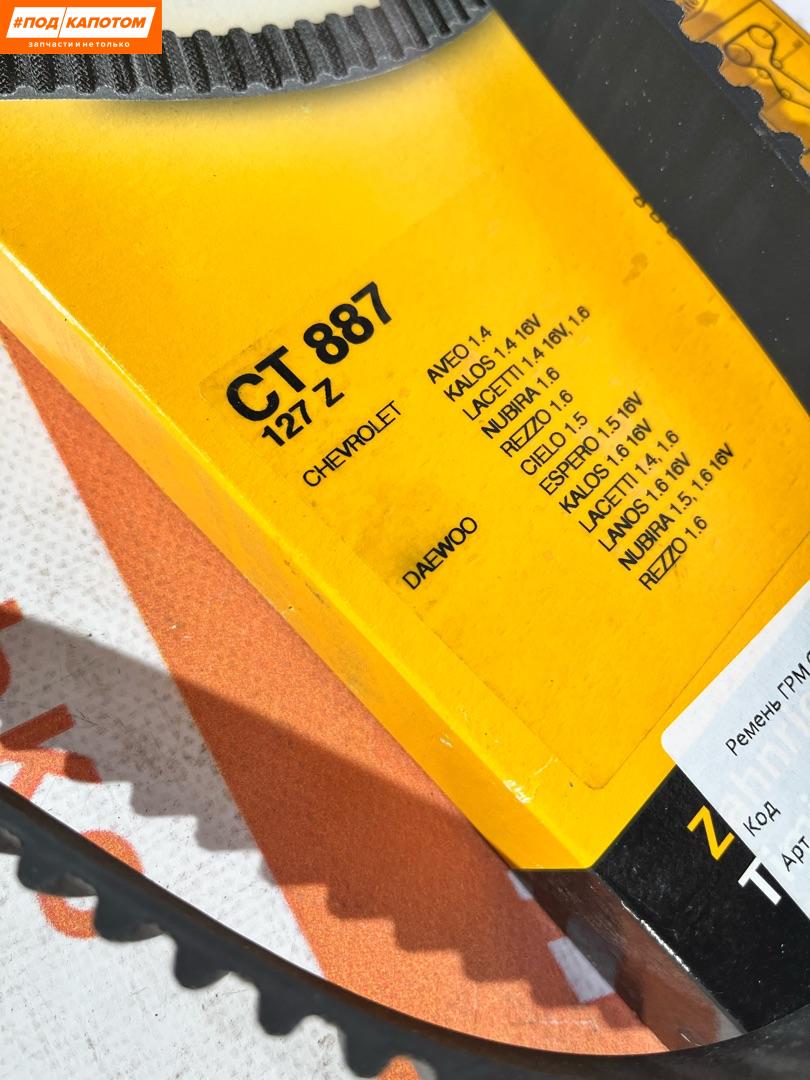 #ПОД КАПОТОМ
запчасти и не только
CT 887
127 Z
CHEVROLET
AVEO 1.4
KALOS 1.4 16V
LACETTI 1.4 16V, 1.6
NUBIRA 1.6
REZZO 1.6
DAEWOO
CIELO 1.5
ESPERO 1.5 16V
KALOS 1.6 16V
LACETTI 1.4, 1.6
LANOS 1.6 16V
NUBIRA 1.5, 1.6 16V
REZZO 1.6
Ремень ГРМ
Код
Арт